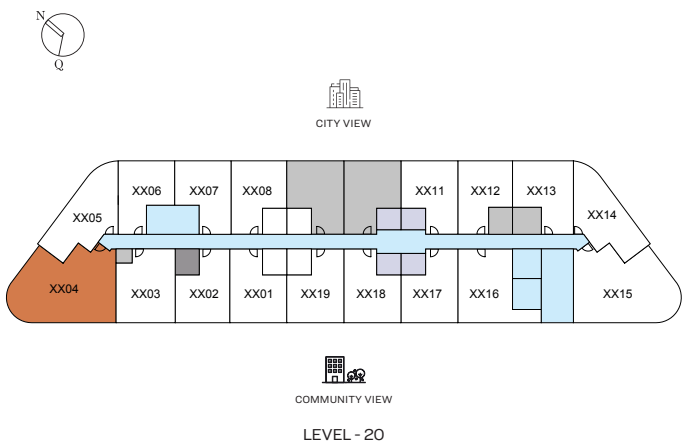 N
Q
CITY VIEW
XX06 XX07 XX08 XX11 XX12 XX13
XX05 XX14
XX04 XX03 XX02 XX01 XX19 XX18 XX17 XX16 XX15
COMMUNITY VIEW
LEVEL - 20